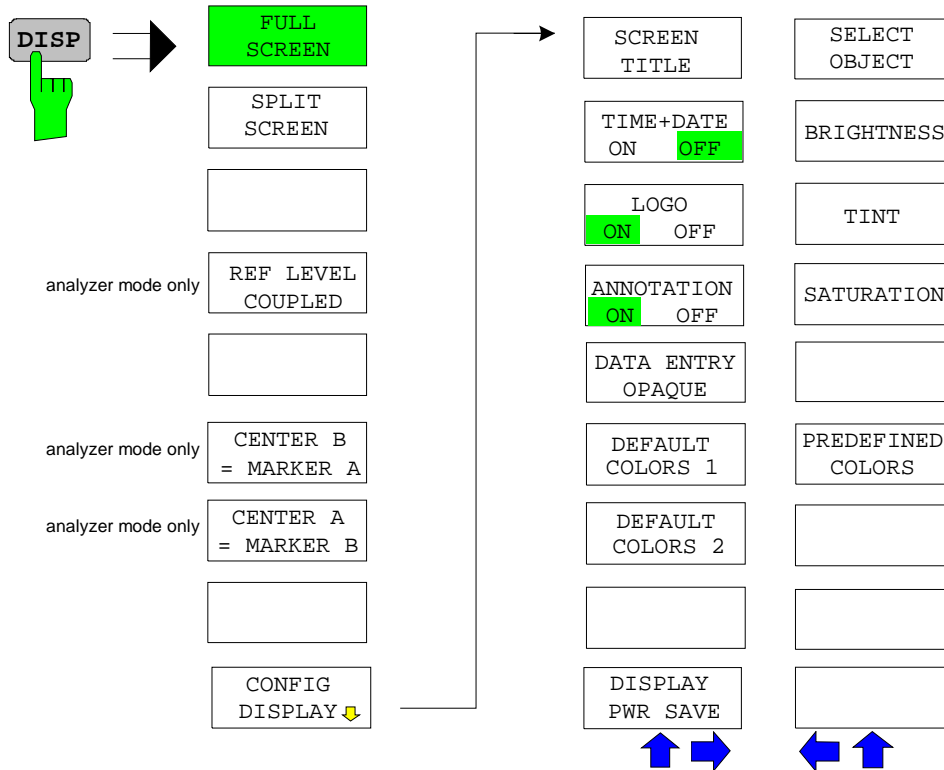 DISP
FULL
SCREEN
SPLIT
SCREEN
analyzer mode only
REF LEVEL
COUPLED
analyzer mode only
CENTER B
= MARKER A
analyzer mode only
CENTER A
= MARKER B
CONFIG
DISPLAY
SCREEN
TITLE
TIME+DATE
ON OFF
LOGO
ON OFF
ANNOTATION
ON OFF
DATA ENTRY
OPAQUE
DEFAULT
COLORS 1
DEFAULT
COLORS 2
DISPLAY
PWR SAVE
SELECT
OBJECT
BRIGHTNESS
TINT
SATURATION
PREDEFINED
COLORS